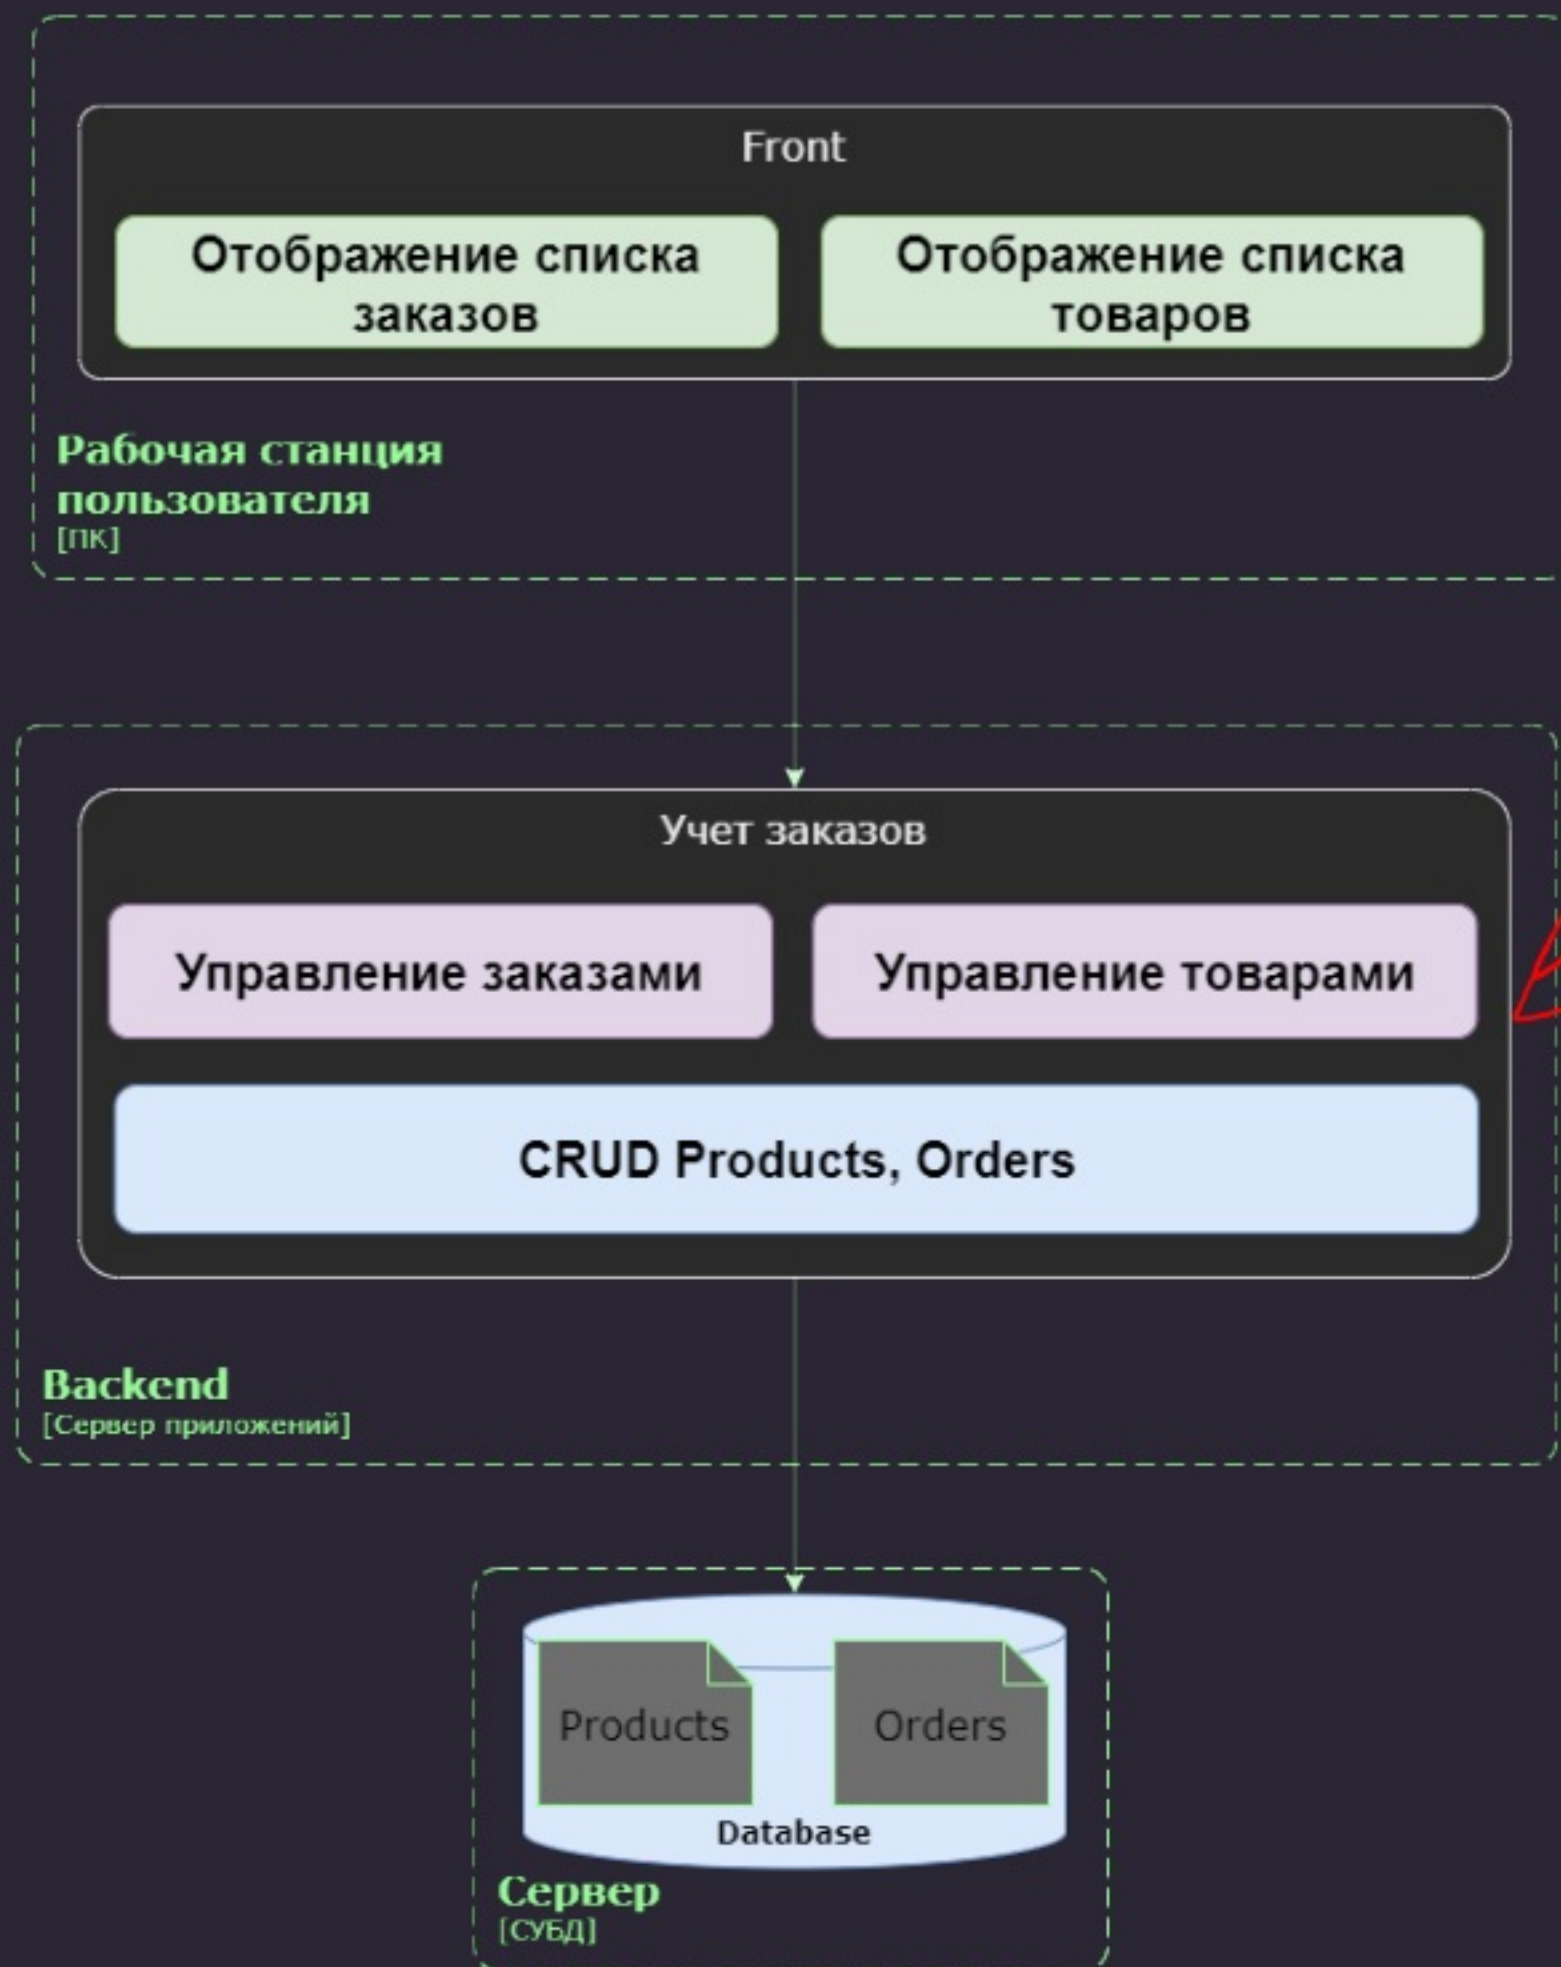 Front
Отображение списка
заказов
Отображение списка
товаров
Рабочая станция
пользователя
[ПК]
Учет заказов
Управление заказами
Управление товарами
CRUD Products, Orders
Backend
[Сервер приложений]
Products
Orders
Database
Сервер
[СУБД]